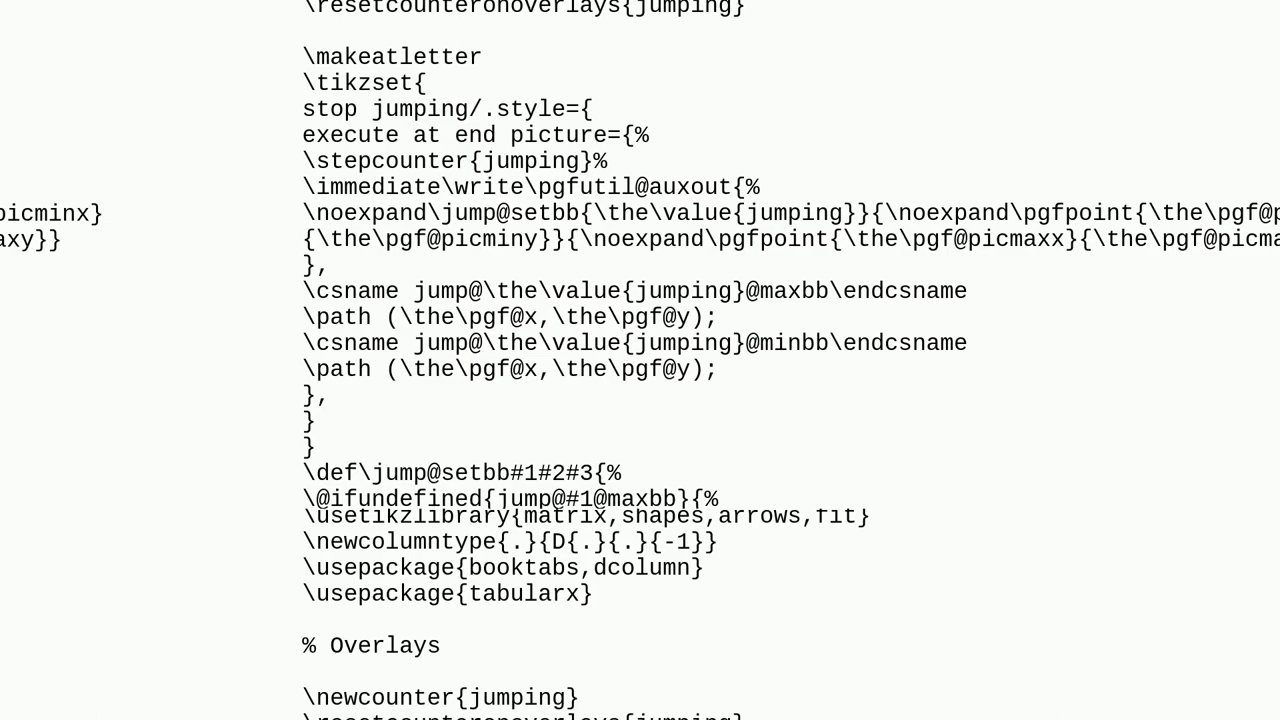 \resetcounteronoverlays{jumping}
\makeatletter
\tikzset{
stop jumping/.style={
execute at end picture={%
\stepcounter{jumping}%
\immediate\write\pgfutil@auxout{%
picminx}
\noexpand\jump@setbb{\the\value{jumping}}{\noexpand\pgfpoint{\the\pgf@p
axy}}
{\the\pgf@picminy}}{\noexpand\pgfpoint{\the\pgf@picmaxx}{\the\pgf@picma
},
\csname jump@\the\value{jumping}@maxbb\endcsname
\path (\the\pgf@x,\the\pgf@y);
\csname jump@\the\value{jumping}@minbb\endcsname
\path (\the\pgf@x,\the\pgf@y);
},
}
}
\def\jump@setbb#1#2#3{%
\@ifundefined{jump@#1@maxbb}{%
\usetikzlibrary{matrix,shapes,arrows,fit}
\newcolumntype{.}{D{.}{.}{-1}}
\usepackage{booktabs,dcolumn}
\usepackage{tabularx}
% Overlays
\newcounter{jumping}
\resetcounteronoverlays{jumping}